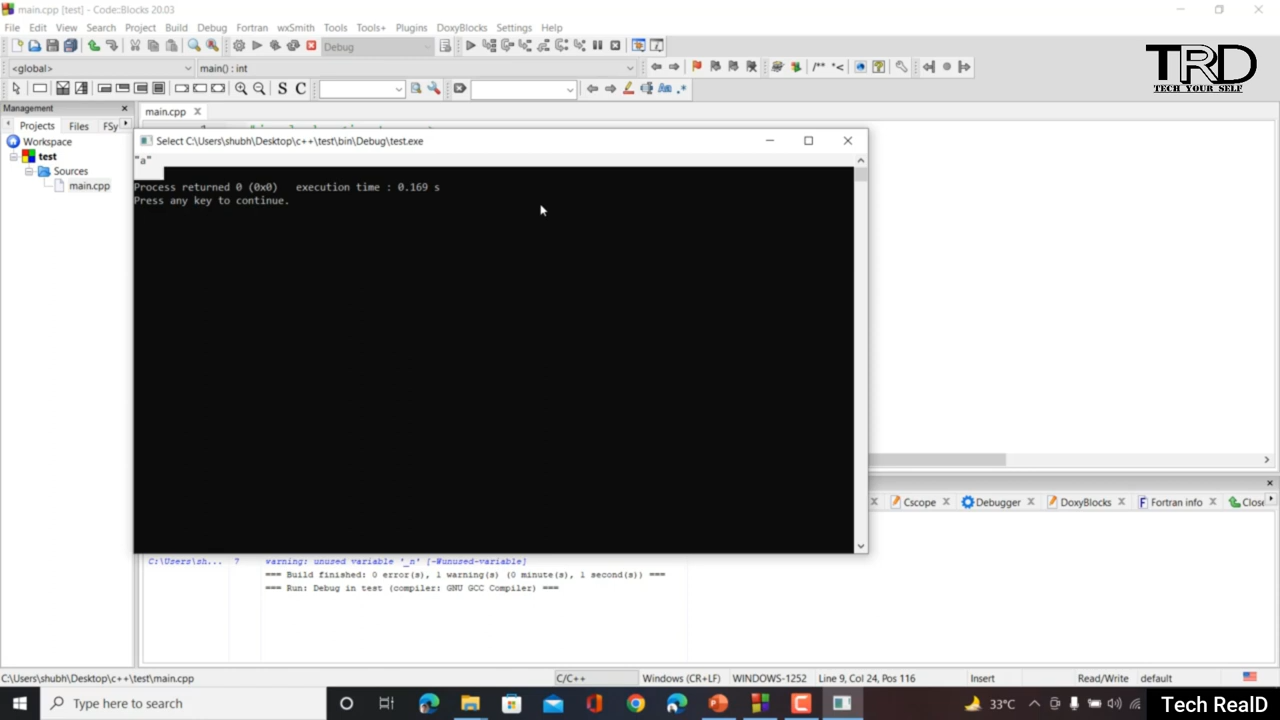 main.cpp [test] - Code::Blocks 20.03
File Edit View Search Project Build Debug Fortran wxSmith Tools Tools+ Plugins DoxyBlocks Settings Help
Debug
<global> main() : int
S C
TRD
TECH YOUR SELF
Management
Projects Files FSy
Workspace
test
Sources
main.cpp
main.cpp
Select C:\Users\shubh\Desktop\c++\test\bin\Debug\test.exe
"a"
Process returned 0 (0x0) execution time : 0.169 s
Press any key to continue.
Cscope Debugger DoxyBlocks Fortran info Close
C:\Users\sh... 7 warning: unused variable '_n' [-Wunused-variable]
=== Build finished: 0 error(s), 1 warning(s) (0 minute(s), 1 second(s)) ===
=== Run: Debug in test (compiler: GNU GCC Compiler) ===
C:\Users\shubh\Desktop\c++\test\main.cpp C/C++ Windows (CR+LF) WINDOWS-1252 Line 9, Col 24, Pos 116 Insert Read/Write default
Type here to search 33°C
Tech RealD